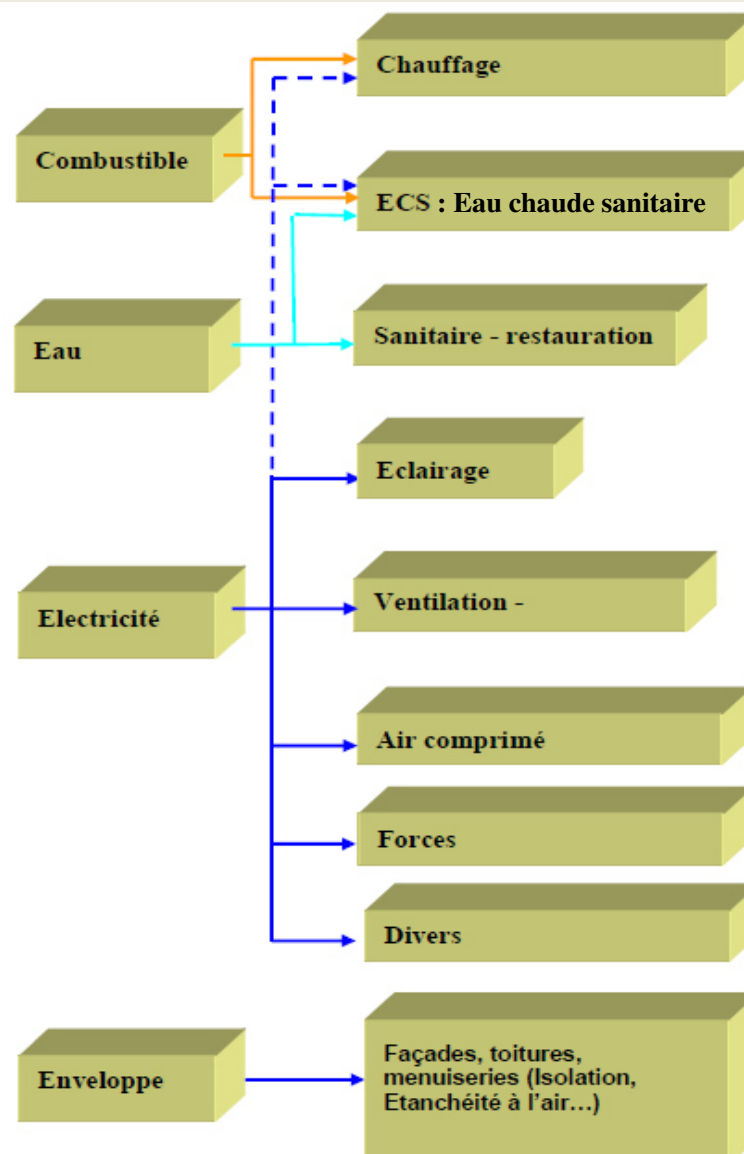 Chauffage
Combustible
ECS : Eau chaude sanitaire
Eau
Sanitaire - restauration
Eclairage
Electricité
Ventilation -
Air comprimé
Forces
Divers
Enveloppe
Façades, toitures,
menuiseries (Isolation,
Etanchéité à l'air…)